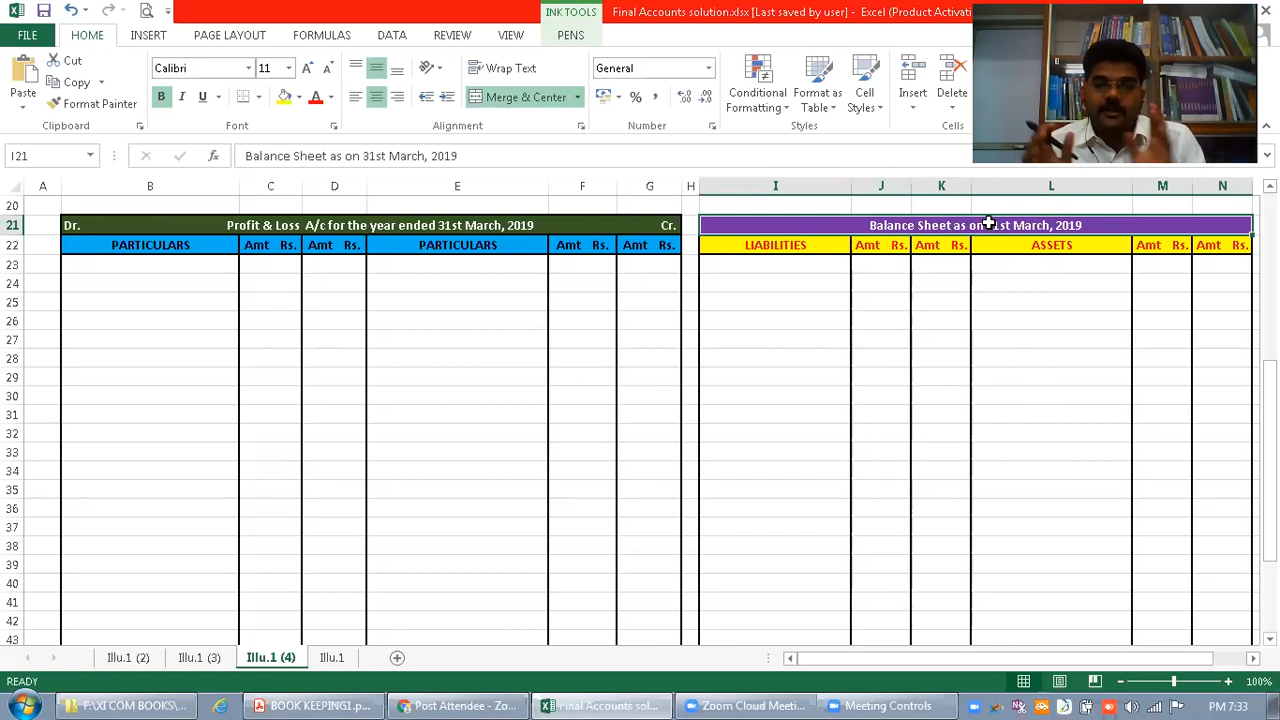 INK TOOLS
Final Accounts solution.xlsx [Last saved by user] - Excel (Product Activati
FILE HOME INSERT PAGE LAYOUT FORMULAS DATA REVIEW VIEW PENS
Paste
Cut
Copy
Format Painter
Calibri 11
B I U
Wrap Text
Merge & Center
General
% ,
Conditional Formatting
Format as Table
Cell Styles
Insert
Delete
Clipboard Font Alignment Number Styles Cells
I21 fx Balance Sheet as on 31st March, 2019
A B C D E F G H I J K L M N
20
21 Dr. Profit & Loss A/c for the year ended 31st March, 2019 Cr. Balance Sheet as on 31st March, 2019
22 PARTICULARS Amt Rs. Amt Rs. PARTICULARS Amt Rs. Amt Rs. LIABILITIES Amt Rs. Amt Rs. ASSETS Amt Rs. Amt Rs.
23
24
25
26
27
28
29
30
31
32
33
34
35
36
37
38
39
40
41
42
43
Illu.1 (2) Illu.1 (3) Illu.1 (4) Illu.1
READY 100%
F:\XI COM BOOKS\... BOOK KEEPING1.p... Post Attendee - Zo... Final Accounts sol... Zoom Cloud Meeti... Meeting Controls PM 7:33